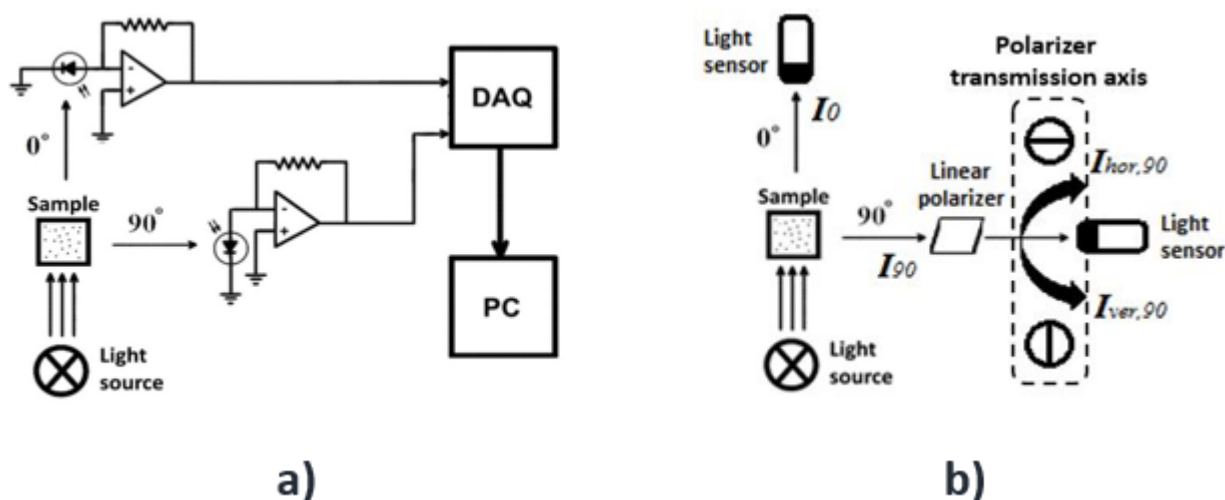 0°
Sample
90°
Light
source
DAQ
PC
-
+
-
+
a)
Light
sensor
I0
0°
Sample
90°
I90
Light
source
Linear
polarizer
Polarizer
transmission axis
Ihor,90
Light
sensor
Iver,90
b)